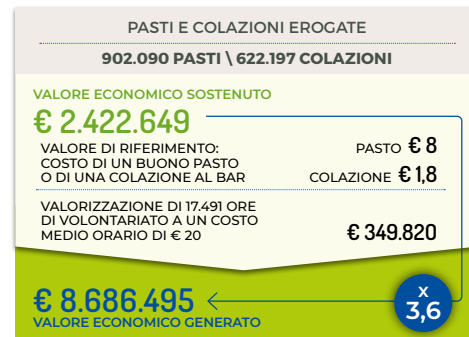 PASTI E COLAZIONI EROGATE
902.090 PASTI \ 622.197 COLAZIONI
VALORE ECONOMICO SOSTENUTO
€ 2.422.649
VALORE DI RIFERIMENTO:
COSTO DI UN BUONO PASTO
O DI UNA COLAZIONE AL BAR
PASTO € 8
COLAZIONE € 1,8
VALORIZZAZIONE DI 17.491 ORE
DI VOLONTARIATO A UN COSTO
MEDIO ORARIO DI € 20
€ 349.820
€ 8.686.495
VALORE ECONOMICO GENERATO
X
3,6